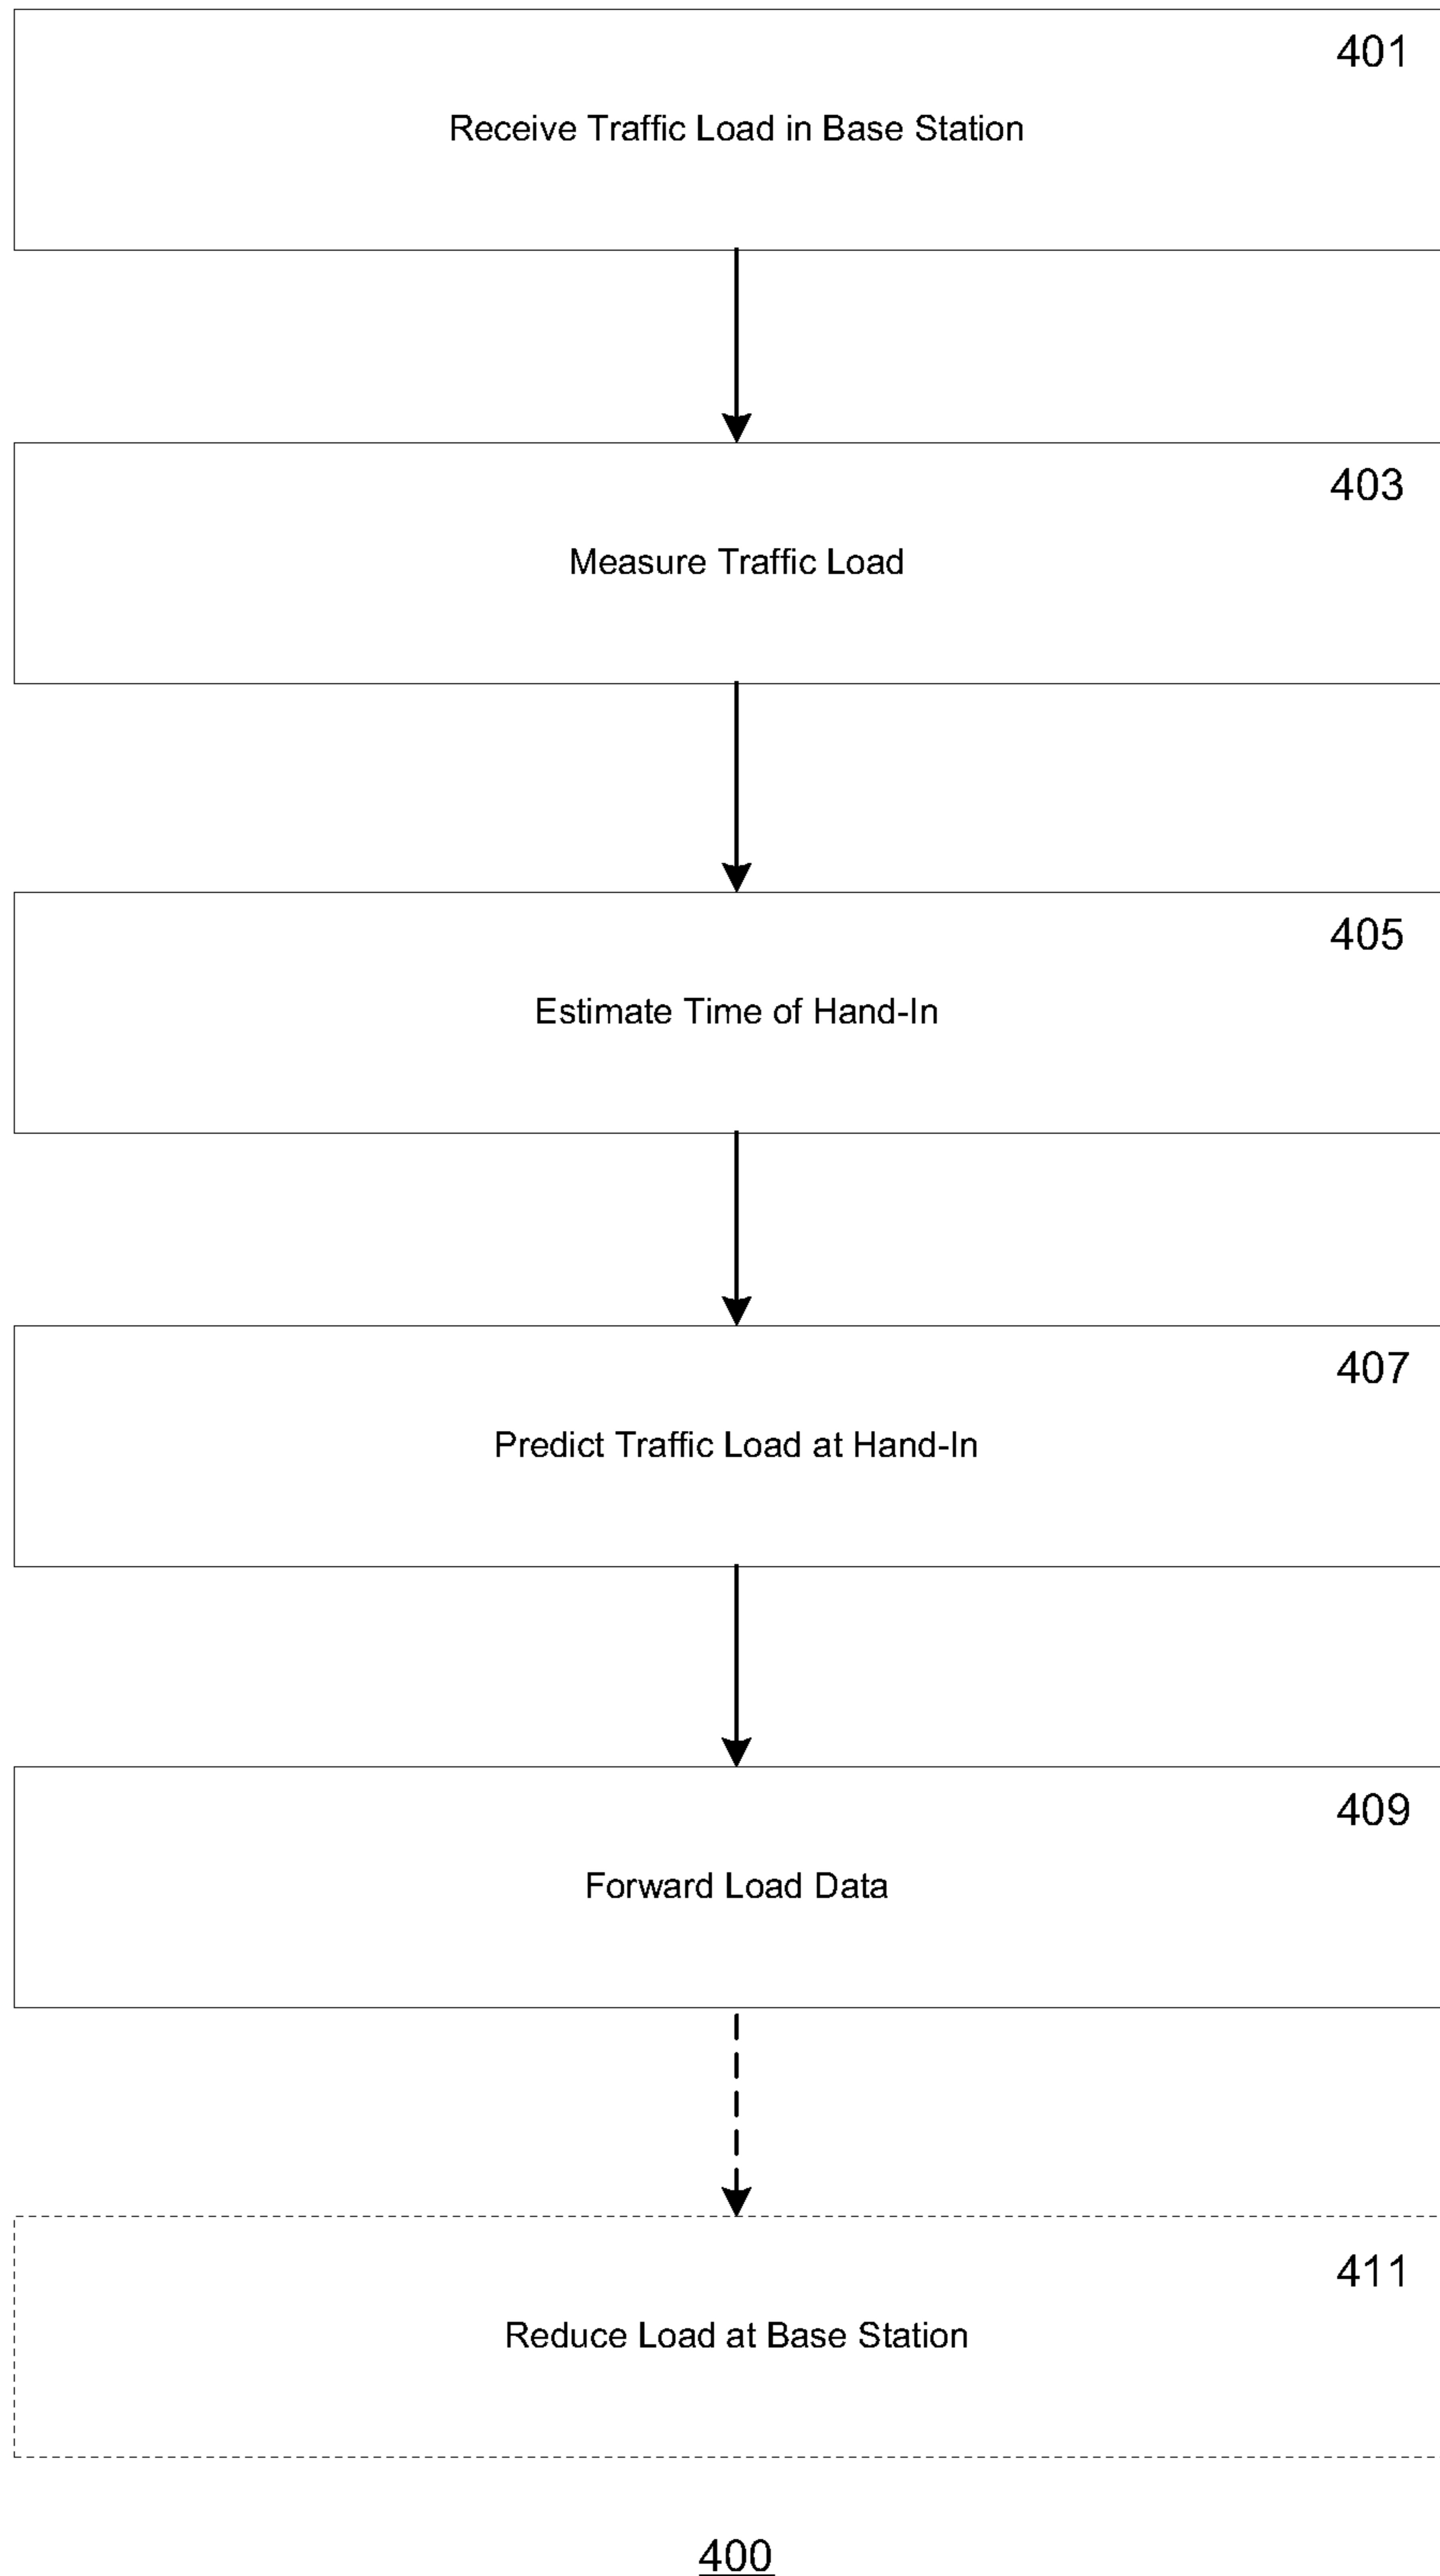 401
Receive Traffic Load in Base Station
403
Measure Traffic Load
405
Estimate Time of Hand-In
407
Predict Traffic Load at Hand-In
409
Forward Load Data
411
Reduce Load at Base Station
400